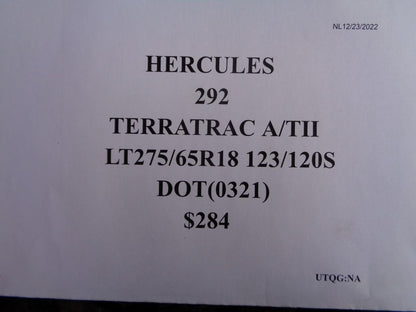 NL12/23/2022
HERCULES
292
TERRATRAC A/TII
LT275/65R18 123/120S
DOT(0321)
$284
UTQG:NA